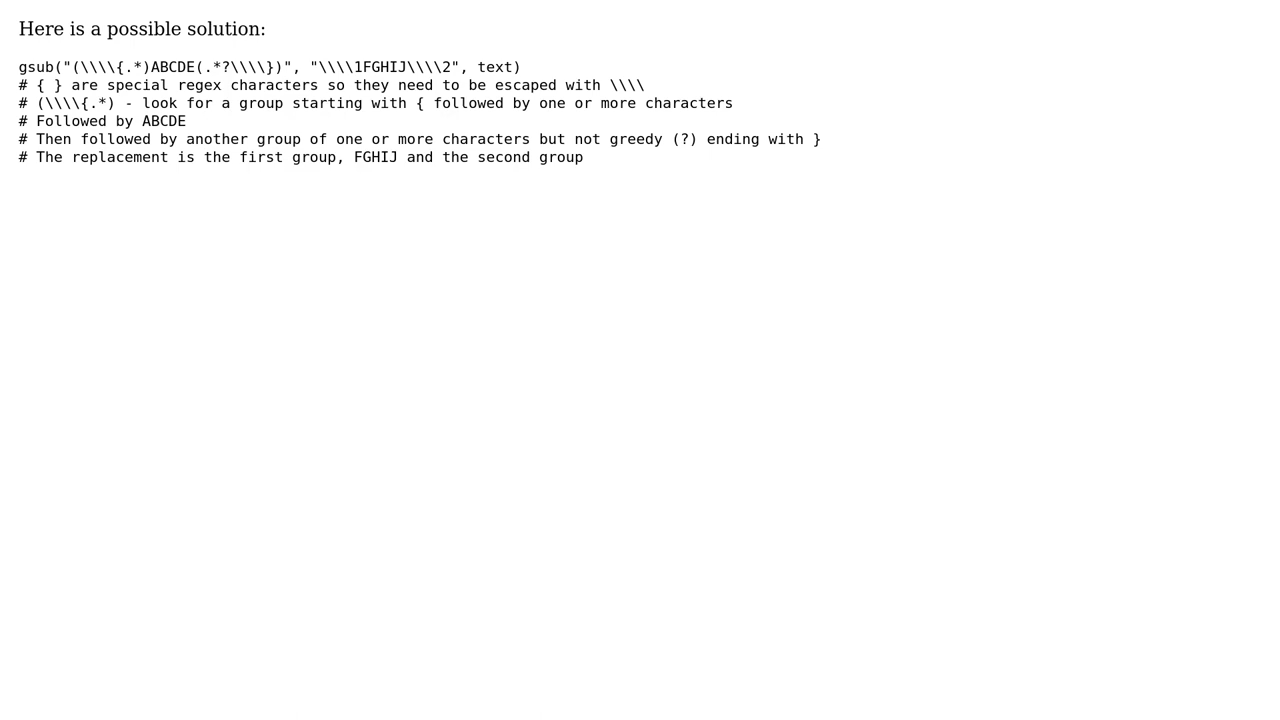 Here is a possible solution:
gsub("(\\\\{.*)ABCDE(.*?\\\\})", "\\\\1FGHIJ\\\\2", text)
# { } are special regex characters so they need to be escaped with \\\\
# (\\\\{.*) - look for a group starting with { followed by one or more characters
# Followed by ABCDE
# Then followed by another group of one or more characters but not greedy (?) ending with }
# The replacement is the first group, FGHIJ and the second group